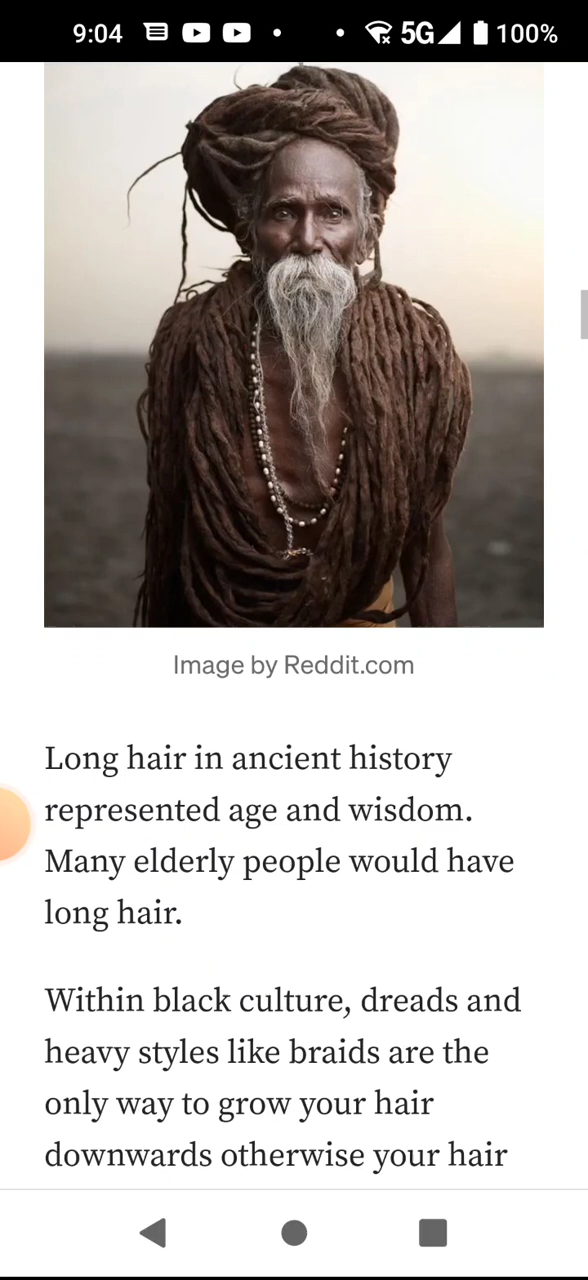 9:04 5G 100%
Image by Reddit.com
Long hair in ancient history
represented age and wisdom.
Many elderly people would have
long hair.
Within black culture, dreads and
heavy styles like braids are the
only way to grow your hair
downwards otherwise your hair